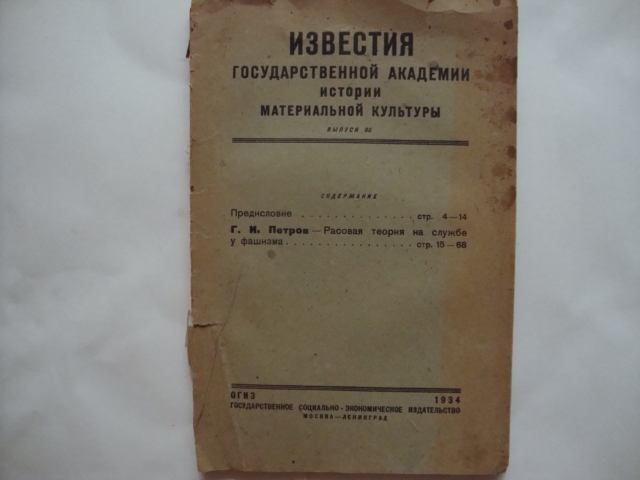 ИЗВЕСТИЯ
ГОСУДАРСТВЕННОЙ АКАДЕМИИ
ИСТОРИИ
МАТЕРИАЛЬНОЙ КУЛЬТУРЫ
ВЫПУСК
СОДЕРЖАНИЕ
Предисловие . . . . . . . . . . . . . . стр. 4—14
Г. И. Петров — Расовая теория на службе
у фашизма . . . . . . . . . . . . . . . . стр. 15—68
ОГИЗ 1934
ГОСУДАРСТВЕННОЕ СОЦИАЛЬНО-ЭКОНОМИЧЕСКОЕ ИЗДАТЕЛЬСТВО
МОСКВА—ЛЕНИНГРАД